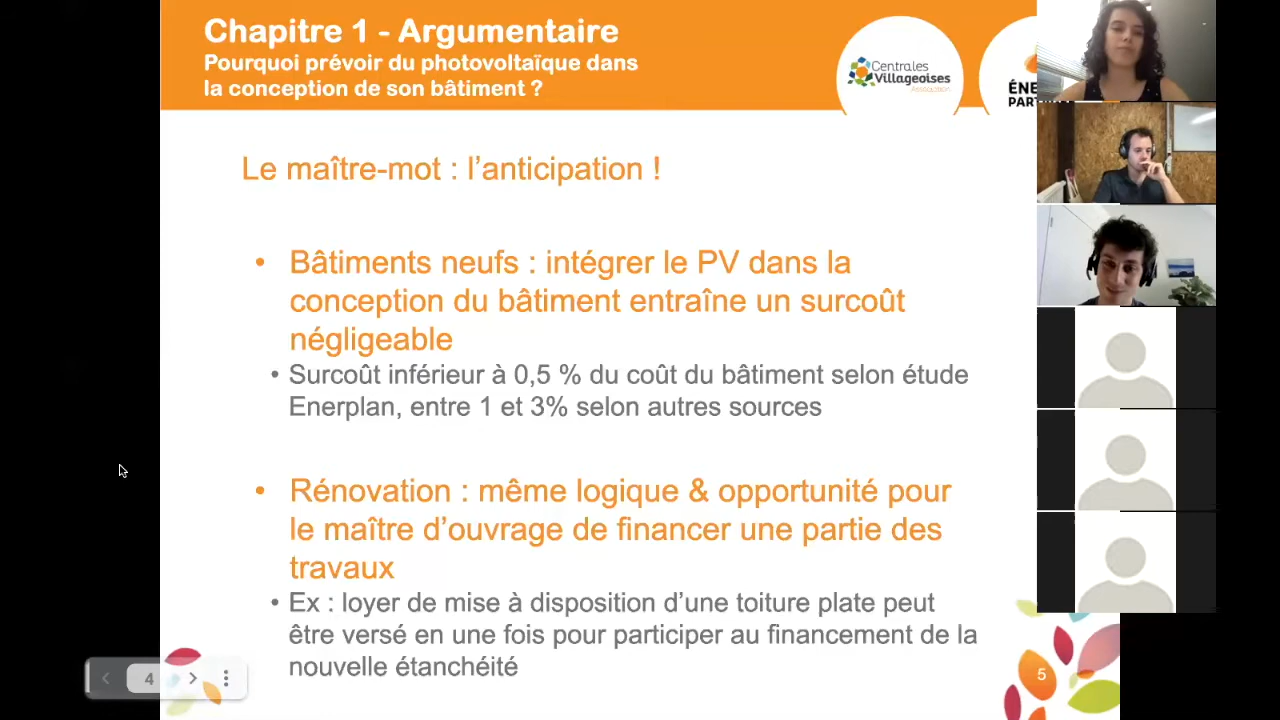 Chapitre 1 - Argumentaire
Pourquoi prévoir du photovoltaïque dans
la conception de son bâtiment ?
Centrales
Villageoises
Association
Le maître-mot : l’anticipation !
• Bâtiments neufs : intégrer le PV dans la
conception du bâtiment entraîne un surcoût
négligeable
• Surcoût inférieur à 0,5 % du coût du bâtiment selon étude
Enerplan, entre 1 et 3% selon autres sources
• Rénovation : même logique & opportunité pour
le maître d’ouvrage de financer une partie des
travaux
• Ex : loyer de mise à disposition d’une toiture plate peut
être versé en une fois pour participer au financement de la
nouvelle étanchéité
4
5